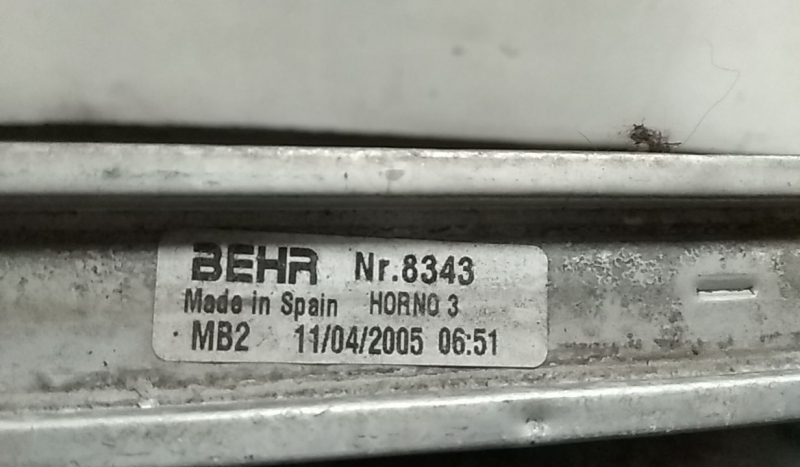 BEHR Nr.8343
Made in Spain HORNO 3
MB2 11/04/2005 06:51